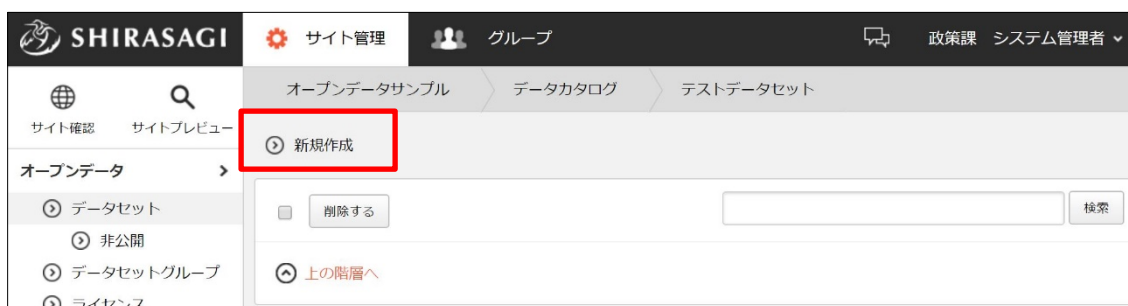 SHIRASAGI サイト管理 グループ 政策課 システム管理者
サイト確認 サイトプレビュー
オープンデータサンプル データカタログ テストデータセット
新規作成
オープンデータ
データセット
非公開
データセットグループ
ライセンス
削除する 検索
上の階層へ